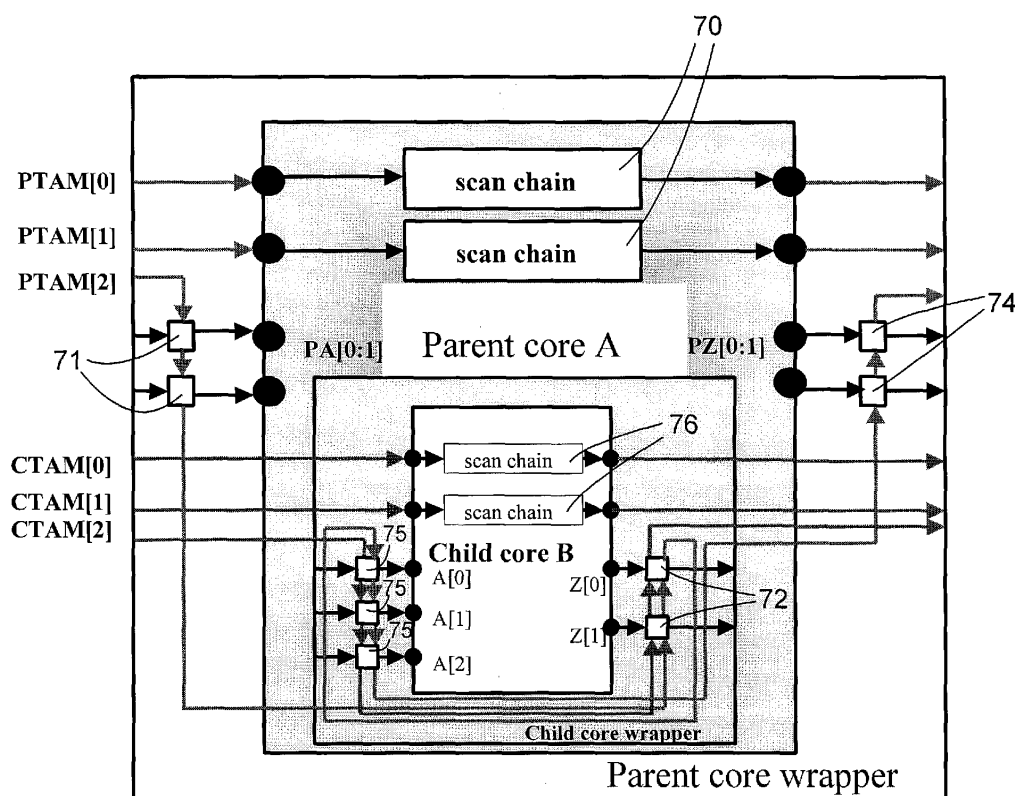 70
PTAM[0]
scan chain
PTAM[1]
scan chain
PTAM[2]
74
71
PA[0:1]
Parent core A
PZ[0:1]
76
CTAM[0]
scan chain
CTAM[1]
scan chain
CTAM[2]
75
Child core B
A[0]
Z[0]
75
A[1]
72
75
Z[1]
A[2]
Child core wrapper
Parent core wrapper